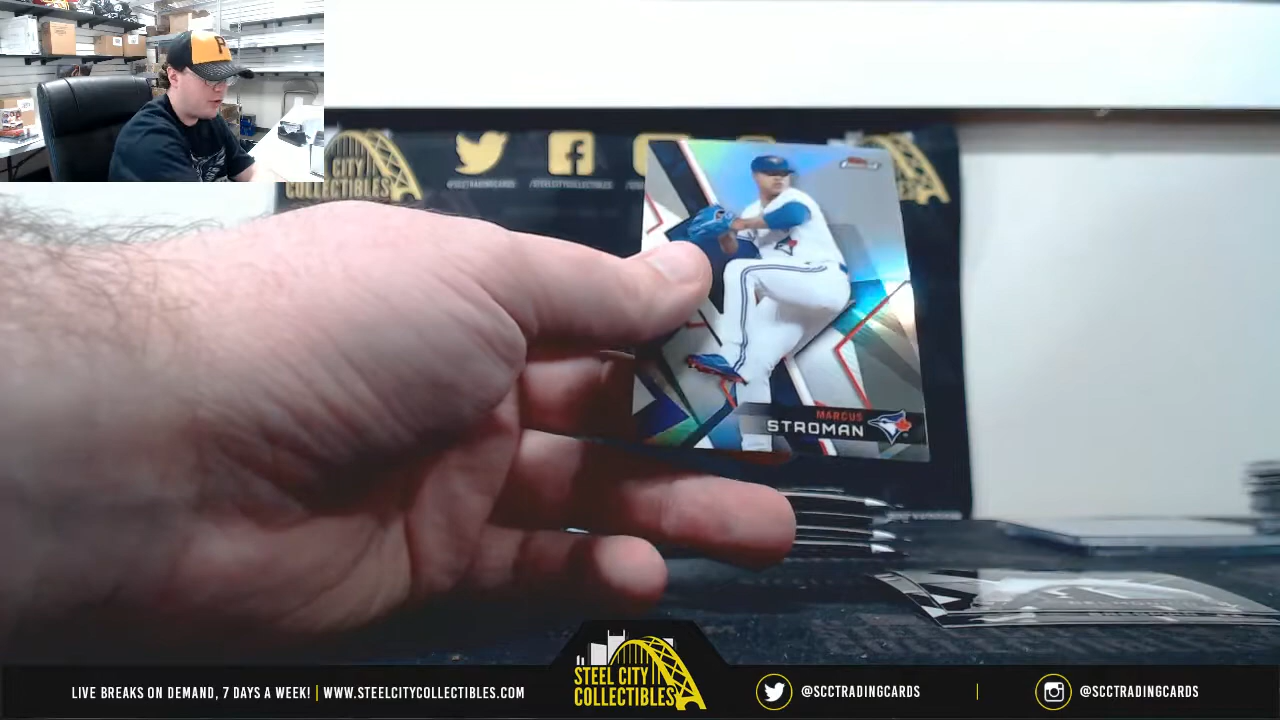 P
CITY
COLLECTIBLES
@SCCTRADINGCARDS
/STEELCITYCOLLECTIBLES
MARCUS
STROMAN
STEEL CITY
COLLECTIBLES
LIVE BREAKS ON DEMAND, 7 DAYS A WEEK! | WWW.STEELCITYCOLLECTIBLES.COM
@SCCTRADINGCARDS
@SCCTRADINGCARDS